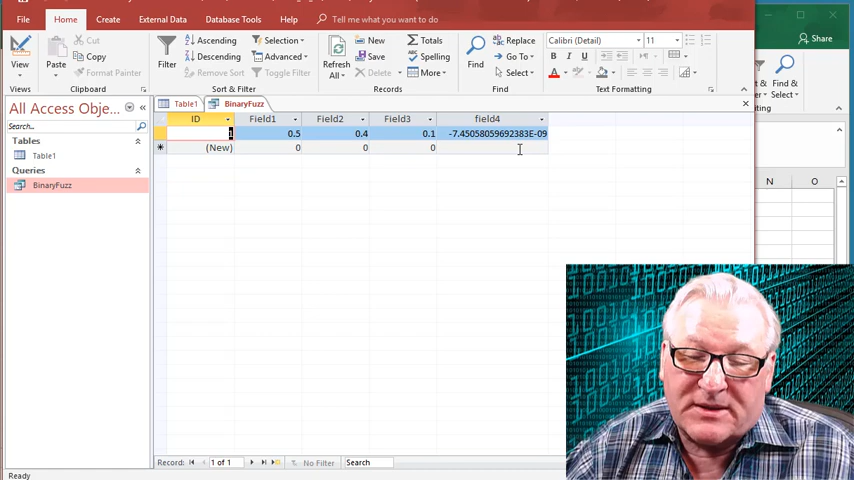 File Home Create External Data Database Tools Help Tell me what you want to do
Share
View
Paste
Cut
Copy
Format Painter
Filter
Ascending
Descending
Remove Sort
Selection
Advanced
Toggle Filter
Refresh
All
New
Save
Delete
Totals
Spelling
More
Find
Replace
Go To
Select
Calibri (Detail) 11
B I U
A
Find &
Select
Views Clipboard Sort & Filter Records Find Text Formatting
All Access Obje...
Search...
Tables
Table1
Queries
BinaryFuzz
Table1 BinaryFuzz
ID Field1 Field2 Field3 field4
1 0.5 0.4 0.1 -7.45058059692383E-09
(New) 0 0 0
N O
Record: 1 of 1 No Filter Search
Ready